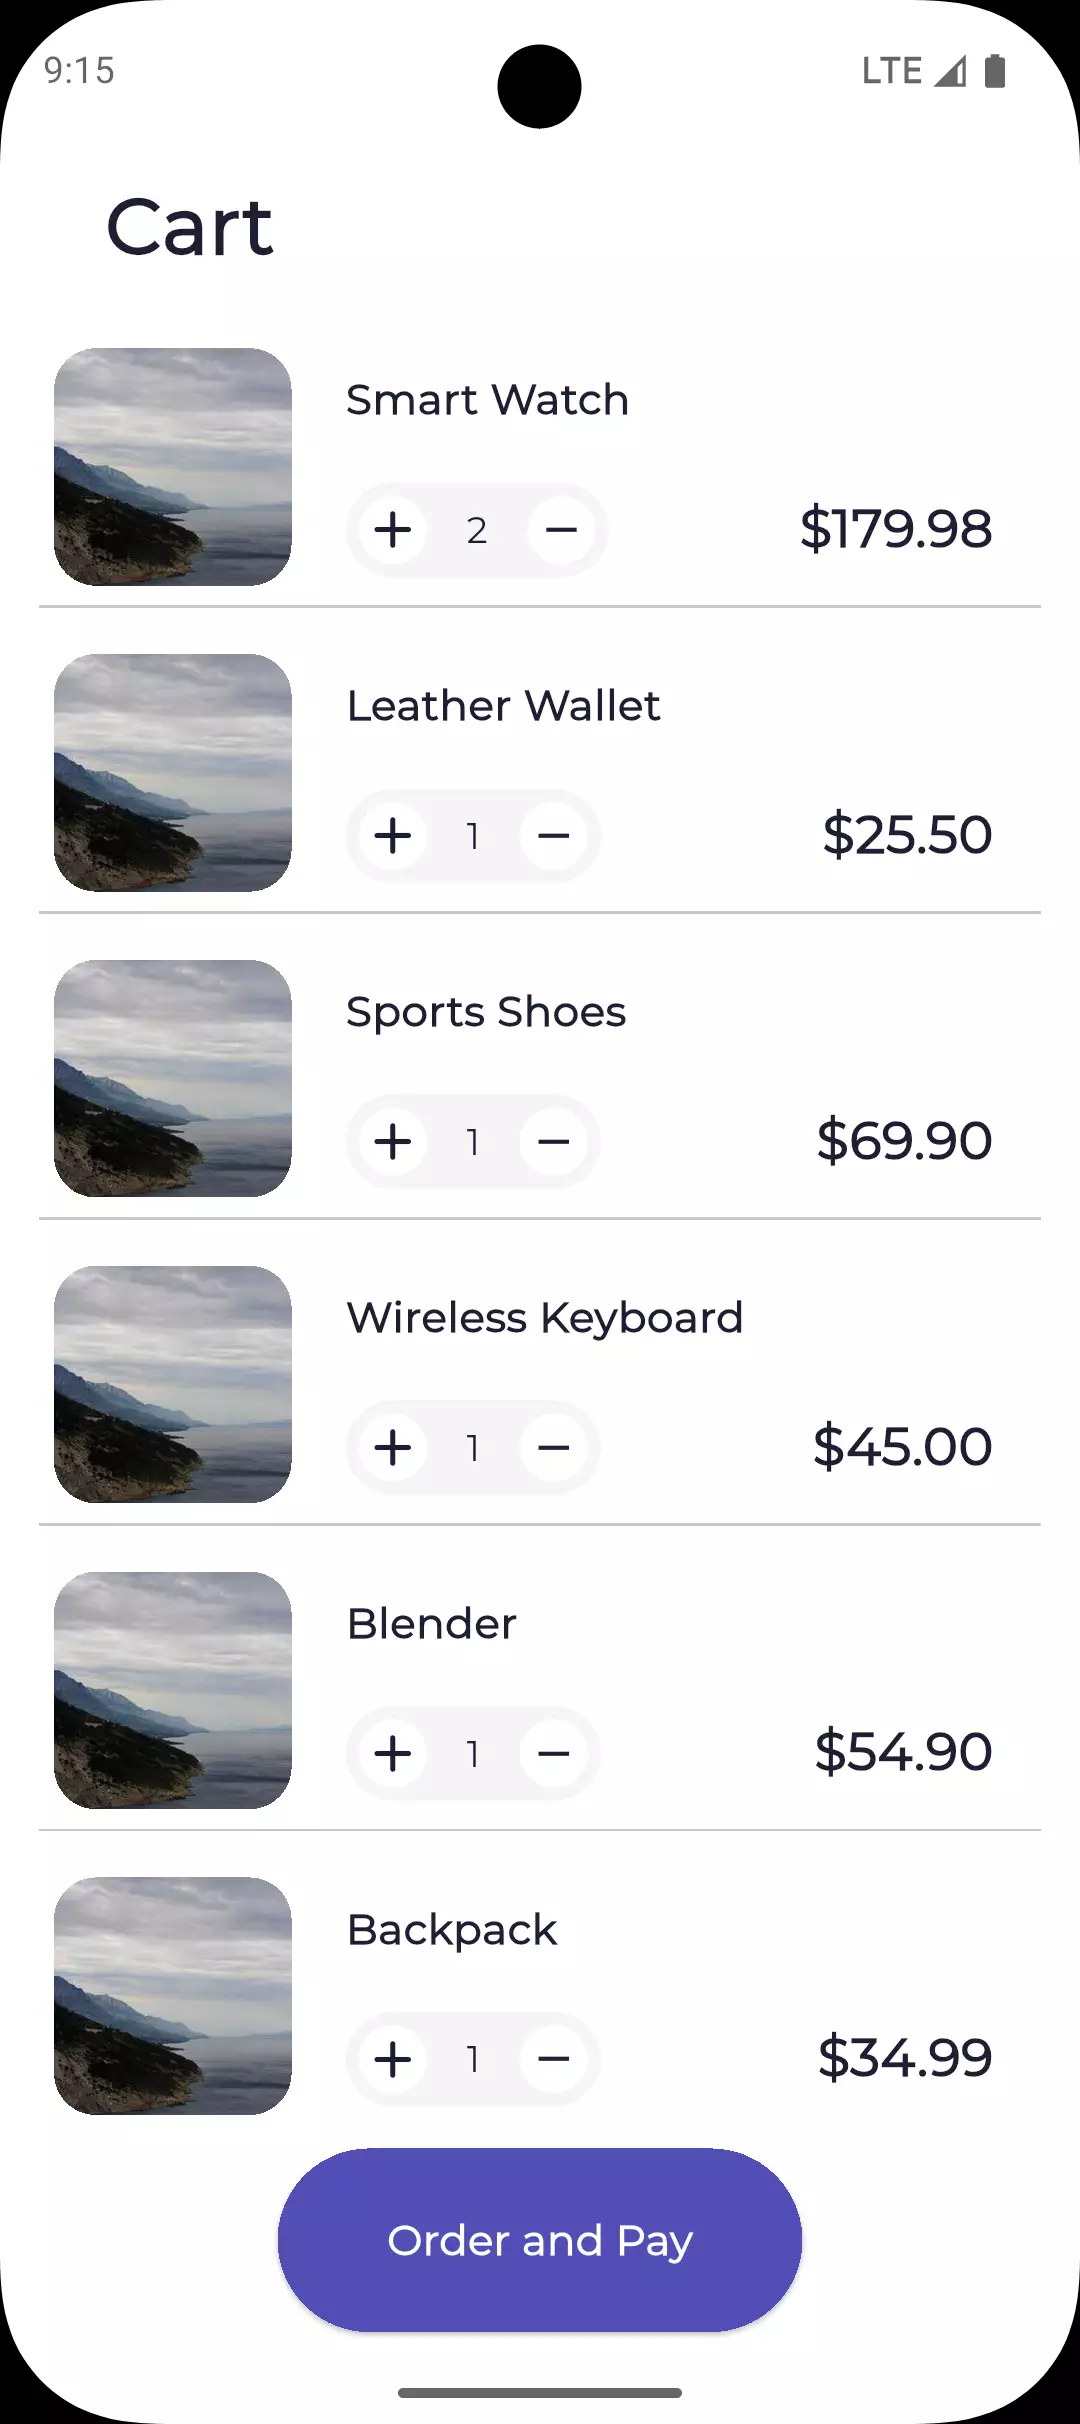 9:15
LTE
Cart
Smart Watch
2
$179.98
Leather Wallet
1
$25.50
Sports Shoes
1
$69.90
Wireless Keyboard
1
$45.00
Blender
1
$54.90
Backpack
1
$34.99
Order and Pay